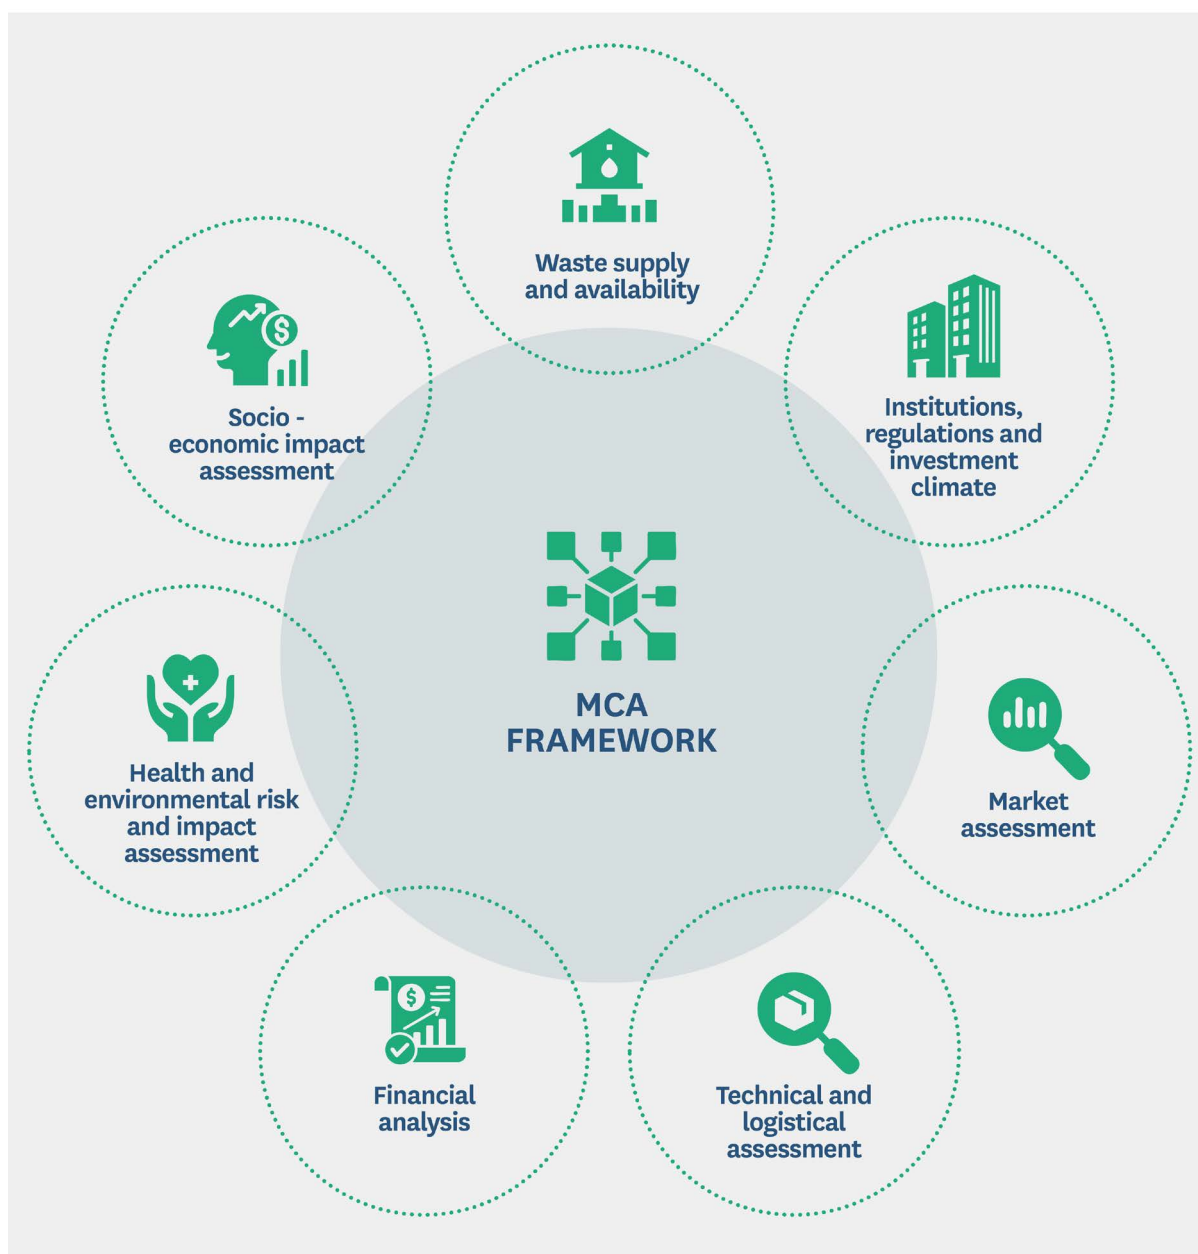 Waste supply
and availability
Institutions,
regulations and
investment
climate
Market
assessment
Technical and
logistical
assessment
Financial
analysis
Health and
environmental risk
and impact
assessment
Socio -
economic impact
assessment
MCA
FRAMEWORK